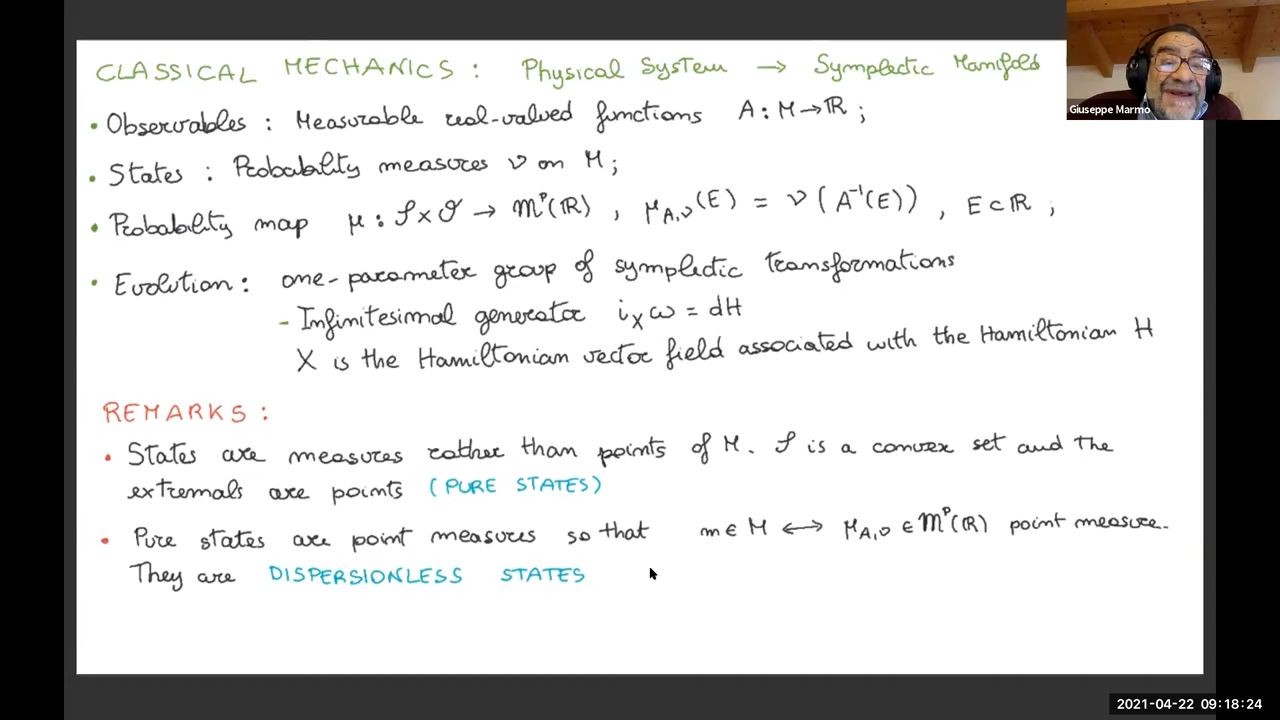 CLASSICAL MECHANICS : Physical System → Symplectic Manifold
Giuseppe Marmo
• Observables : Measurable real-valued functions A : M → ℝ ;
• States : Probability measures ν on M ;
• Probability map μ : 𝒮 × 𝒪 → 𝔐ᵖ(ℝ) , μ_{A,ν}(E) = ν ( A⁻¹(E) ) , E ⊂ ℝ ;
• Evolution : one-parameter group of symplectic transformations
- Infinitesimal generator i_X ω = dH
X is the Hamiltonian vector field associated with the Hamiltonian H
REMARKS :
• States are measures rather than points of M. 𝒮 is a convex set and the
extremals are points (PURE STATES)
• Pure states are point measures so that m ∈ M ⟷ μ_{A,ν} ∈ 𝔐ᵖ(ℝ) point measure.
They are DISPERSIONLESS STATES
2021-04-22 09:18:24